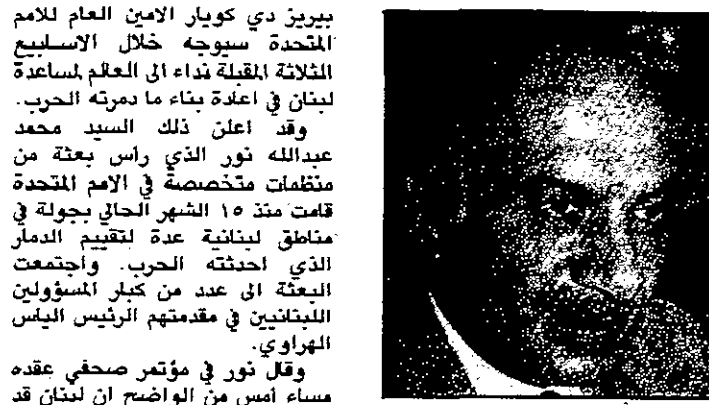 بيريز دي كويار الامين العام للامم
المتحدة سيوجه خلال الاسابيع
الثلاثة المقبلة نداء الى العالم لمساعدة
لبنان في اعادة بناء ما دمرته الحرب.
وقد اعلن ذلك السيد محمد
عبدالله نور الذي راس بعثة من
منظمات متخصصة في الامم المتحدة
قامت منذ ١٥ الشهر الحالي بجولة في
مناطق لبنانية عدة لتقييم الدمار
الذي احدثته الحرب. واجتمعت
البعثة الى عدد من كبار المسؤولين
اللبنانيين في مقدمتهم الرئيس الياس
الهراوي.
وقال نور في مؤتمر صحفي عقده
مساء أمس من الواضح ان لبنان قد